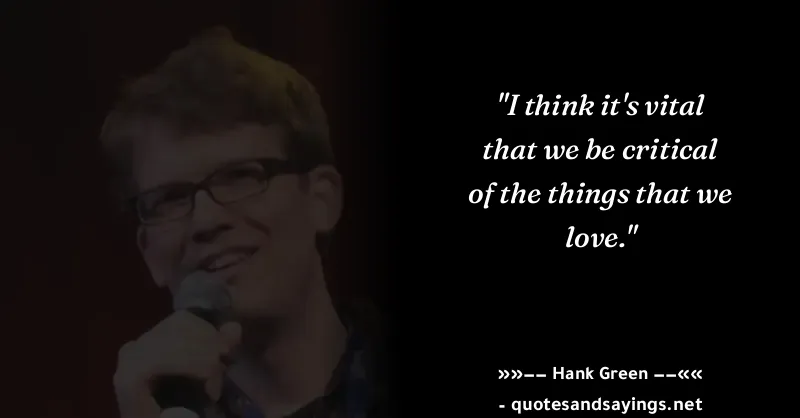 "I think it's vital
that we be critical
of the things that we
love."
»»−− Hank Green −−««
- quotesandsayings.net